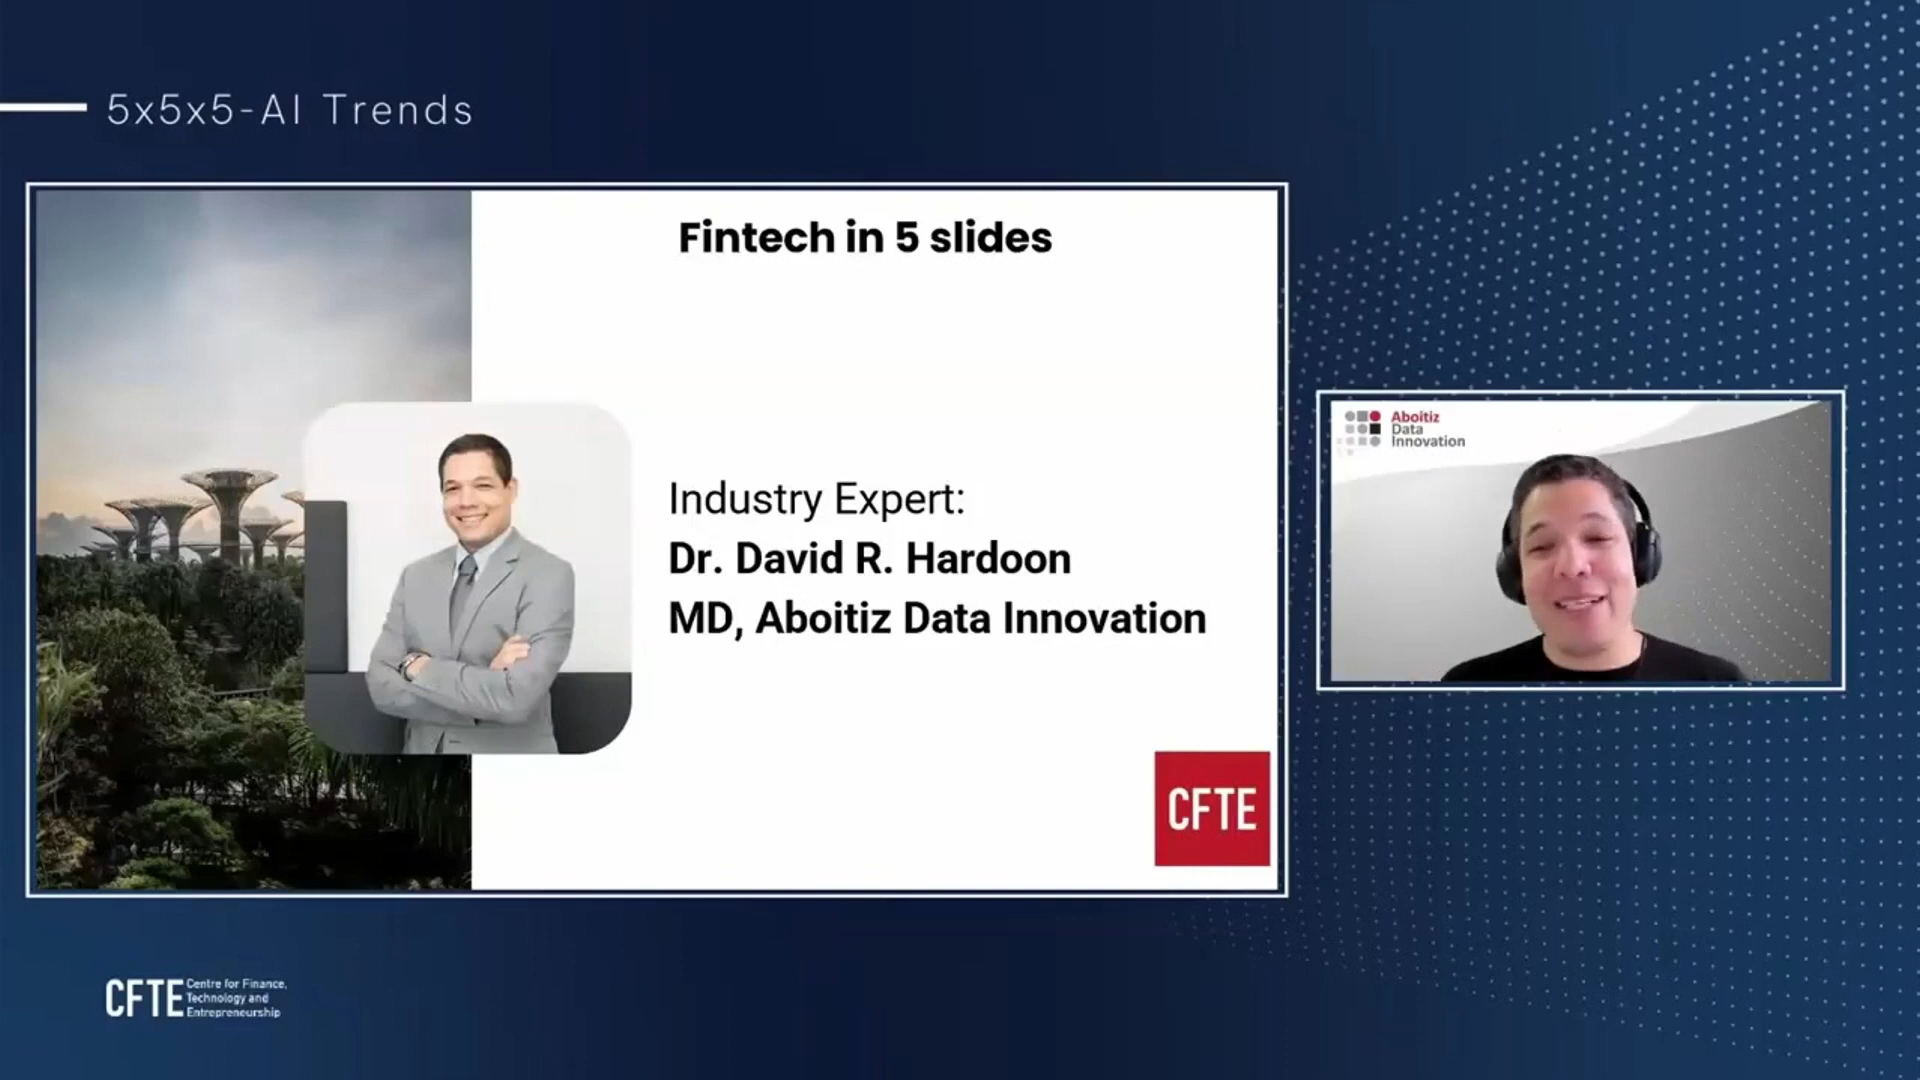 5x5x5-AI Trends
Fintech in 5 slides
Industry Expert:
Dr. David R. Hardoon
MD, Aboitiz Data Innovation
CFTE
Aboitiz
Data
Innovation
CFTE
Centre for Finance,
Technology and
Entrepreneurship